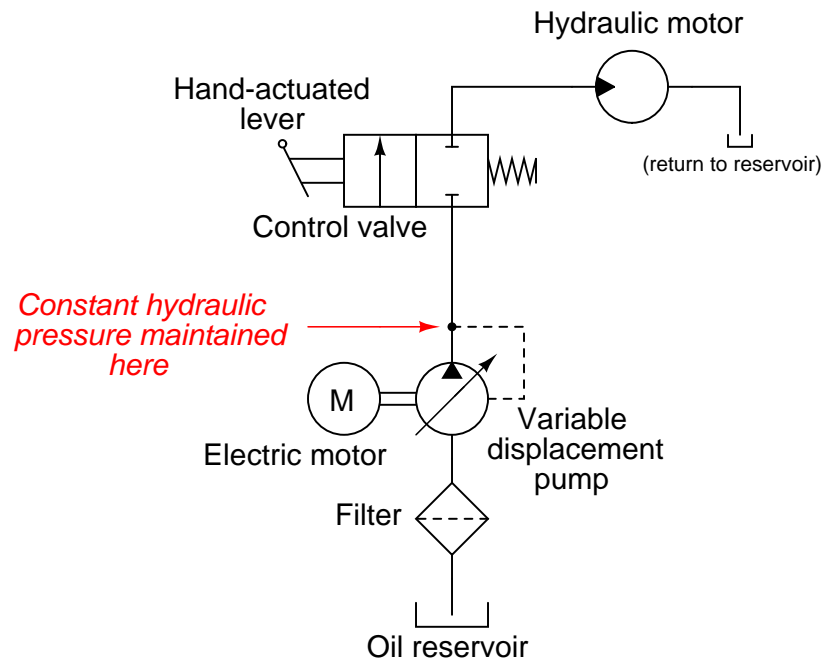 Hydraulic motor
Hand-actuated
lever
(return to reservoir)
Control valve
Constant hydraulic
pressure maintained
here
M
Variable
displacement
pump
Electric motor
Filter
Oil reservoir